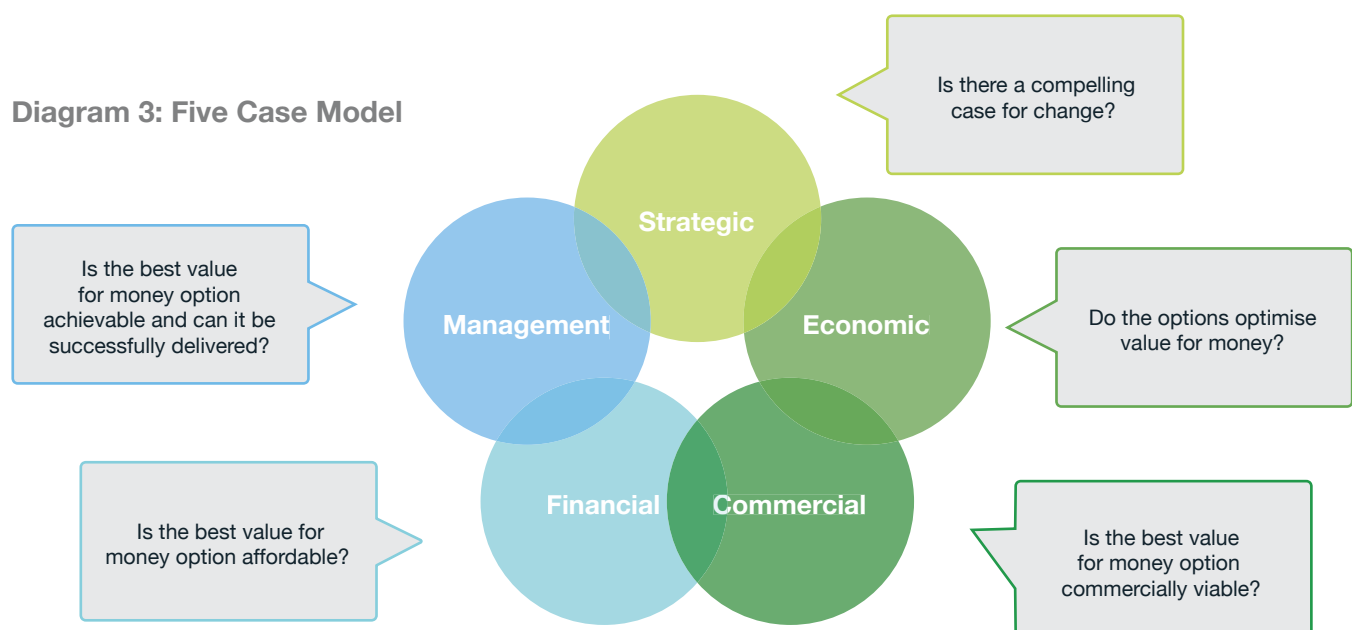 Diagram 3: Five Case Model
Is there a compelling
case for change?
Strategic
Is the best value
for money option
achievable and can it be
successfully delivered?
Management
Economic
Do the options optimise
value for money?
Is the best value for
money option affordable?
Financial
Commercial
Is the best value
for money option
commercially viable?